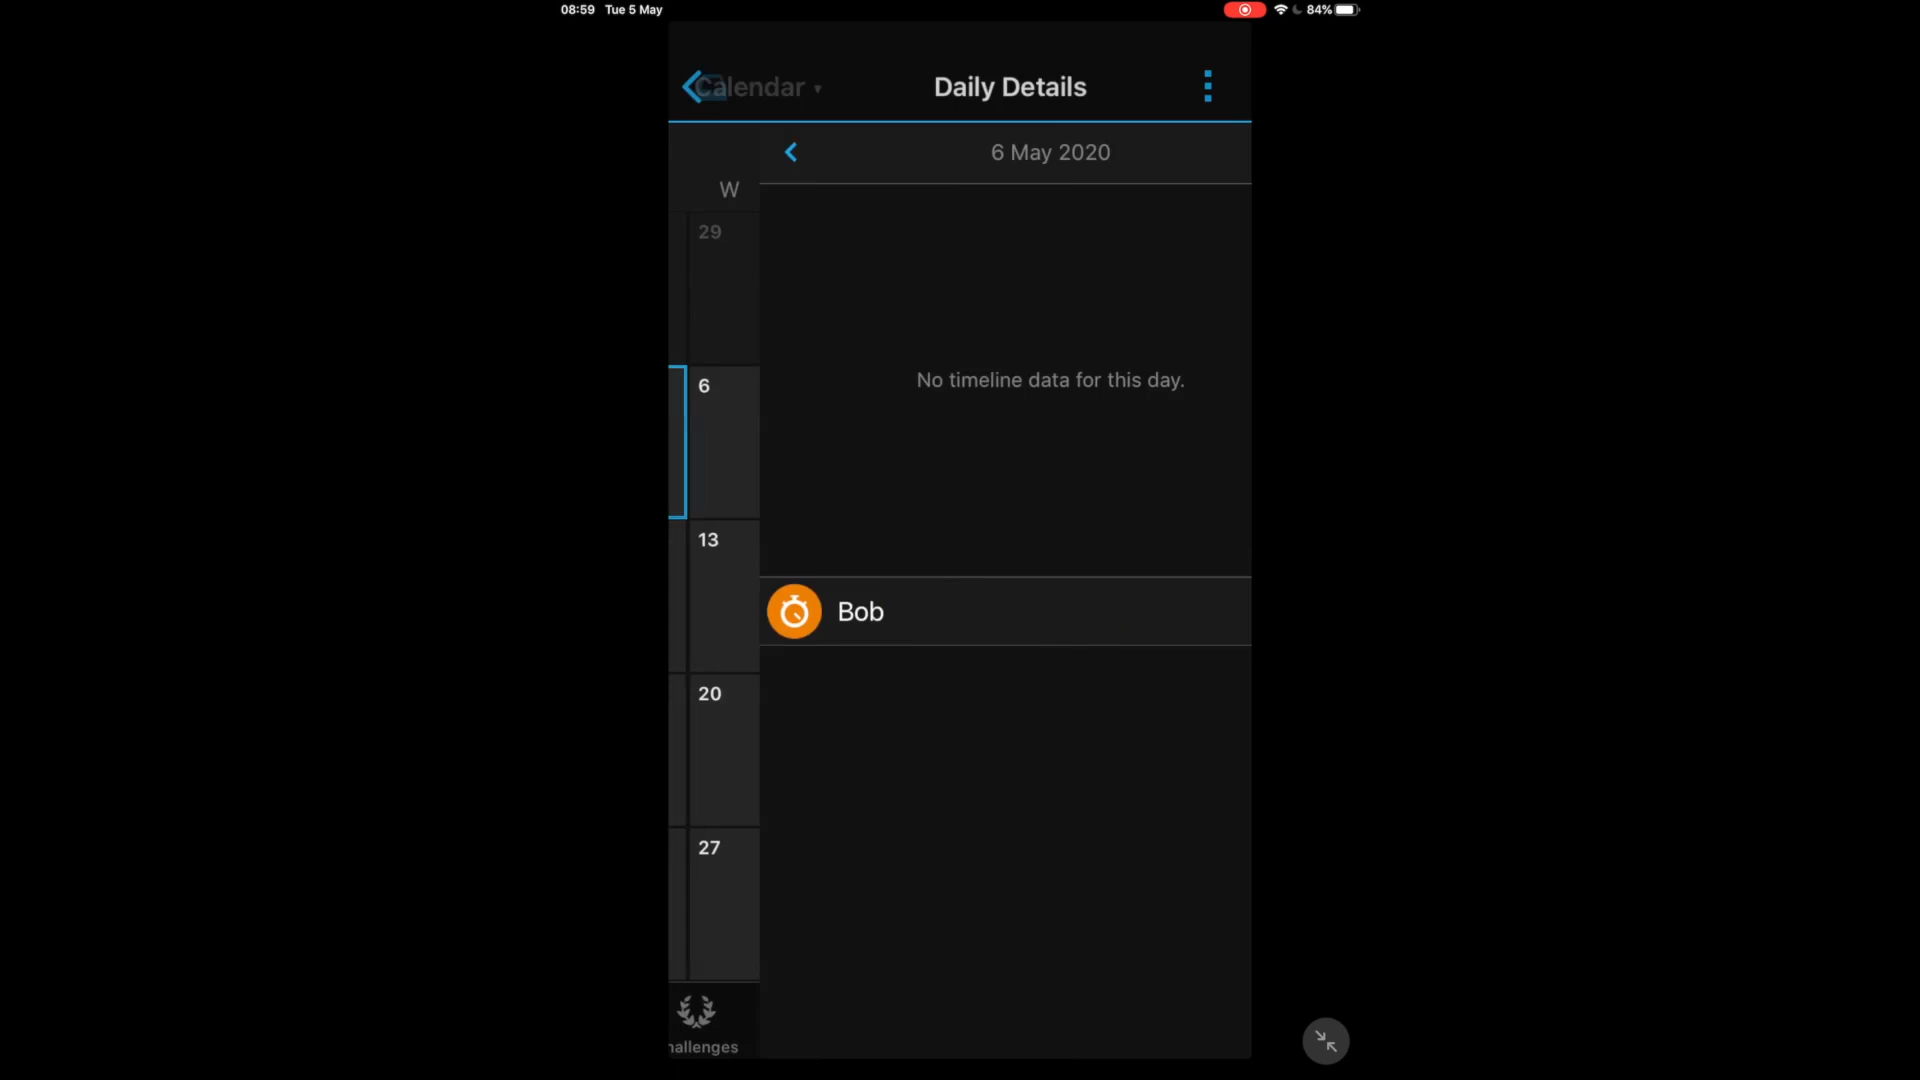 08:59 Tue 5 May
84%
Calendar
Daily Details
6 May 2020
W
29
No timeline data for this day.
6
13
Bob
20
27
hallenges